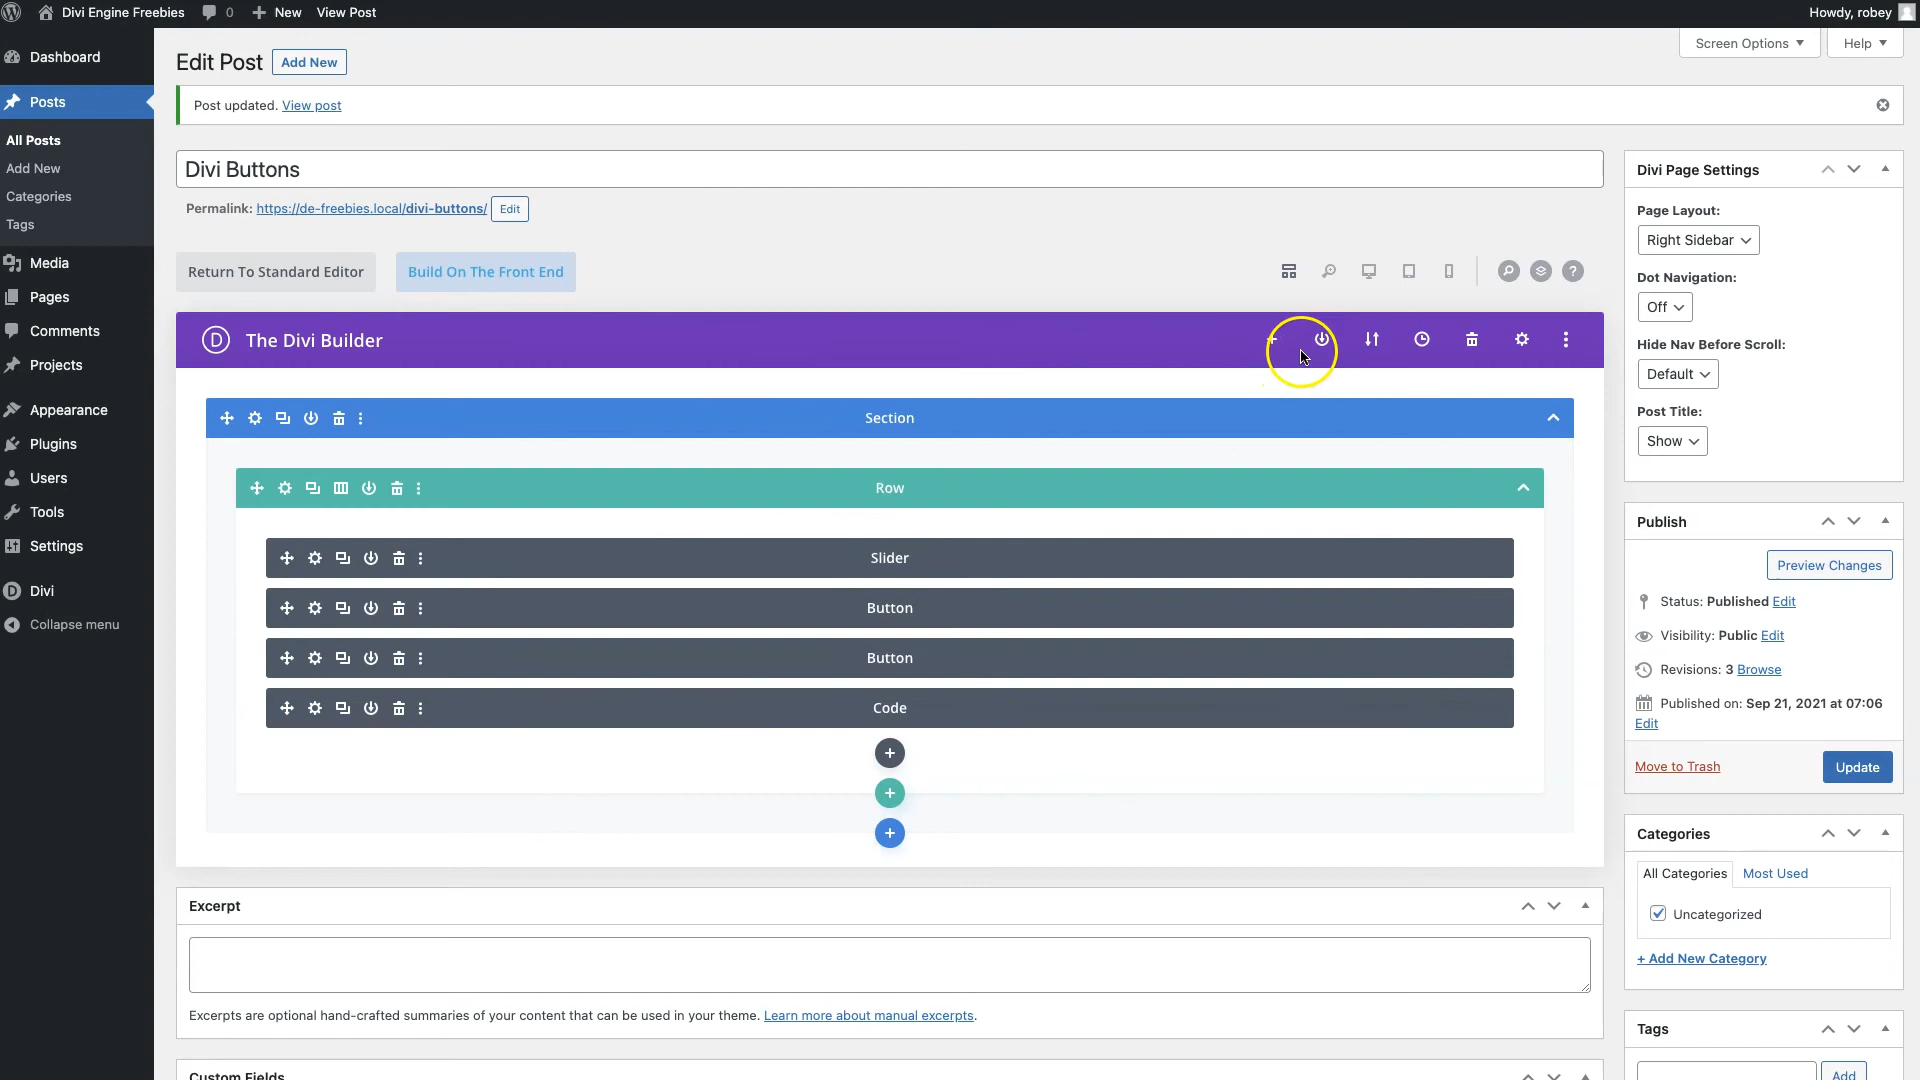 Divi Engine Freebies
0
New
View Post
Howdy, robey
Dashboard
Posts
All Posts
Add New
Categories
Tags
Media
Pages
Comments
Projects
Appearance
Plugins
Users
Tools
Settings
Divi
Collapse menu
Screen Options
Help
Edit Post
Add New
Post updated. View post
Divi Buttons
Permalink: https://de-freebies.local/divi-buttons/ Edit
Return To Standard Editor
Build On The Front End
?
D
The Divi Builder
Section
Row
Slider
Button
Button
Code
Excerpt
Excerpts are optional hand-crafted summaries of your content that can be used in your theme. Learn more about manual excerpts.
Custom Fields
Divi Page Settings
Page Layout:
Right Sidebar
Dot Navigation:
Off
Hide Nav Before Scroll:
Default
Post Title:
Show
Publish
Preview Changes
Status: Published Edit
Visibility: Public Edit
Revisions: 3 Browse
Published on: Sep 21, 2021 at 07:06
Edit
Move to Trash
Update
Categories
All Categories
Most Used
Uncategorized
+ Add New Category
Tags
Add